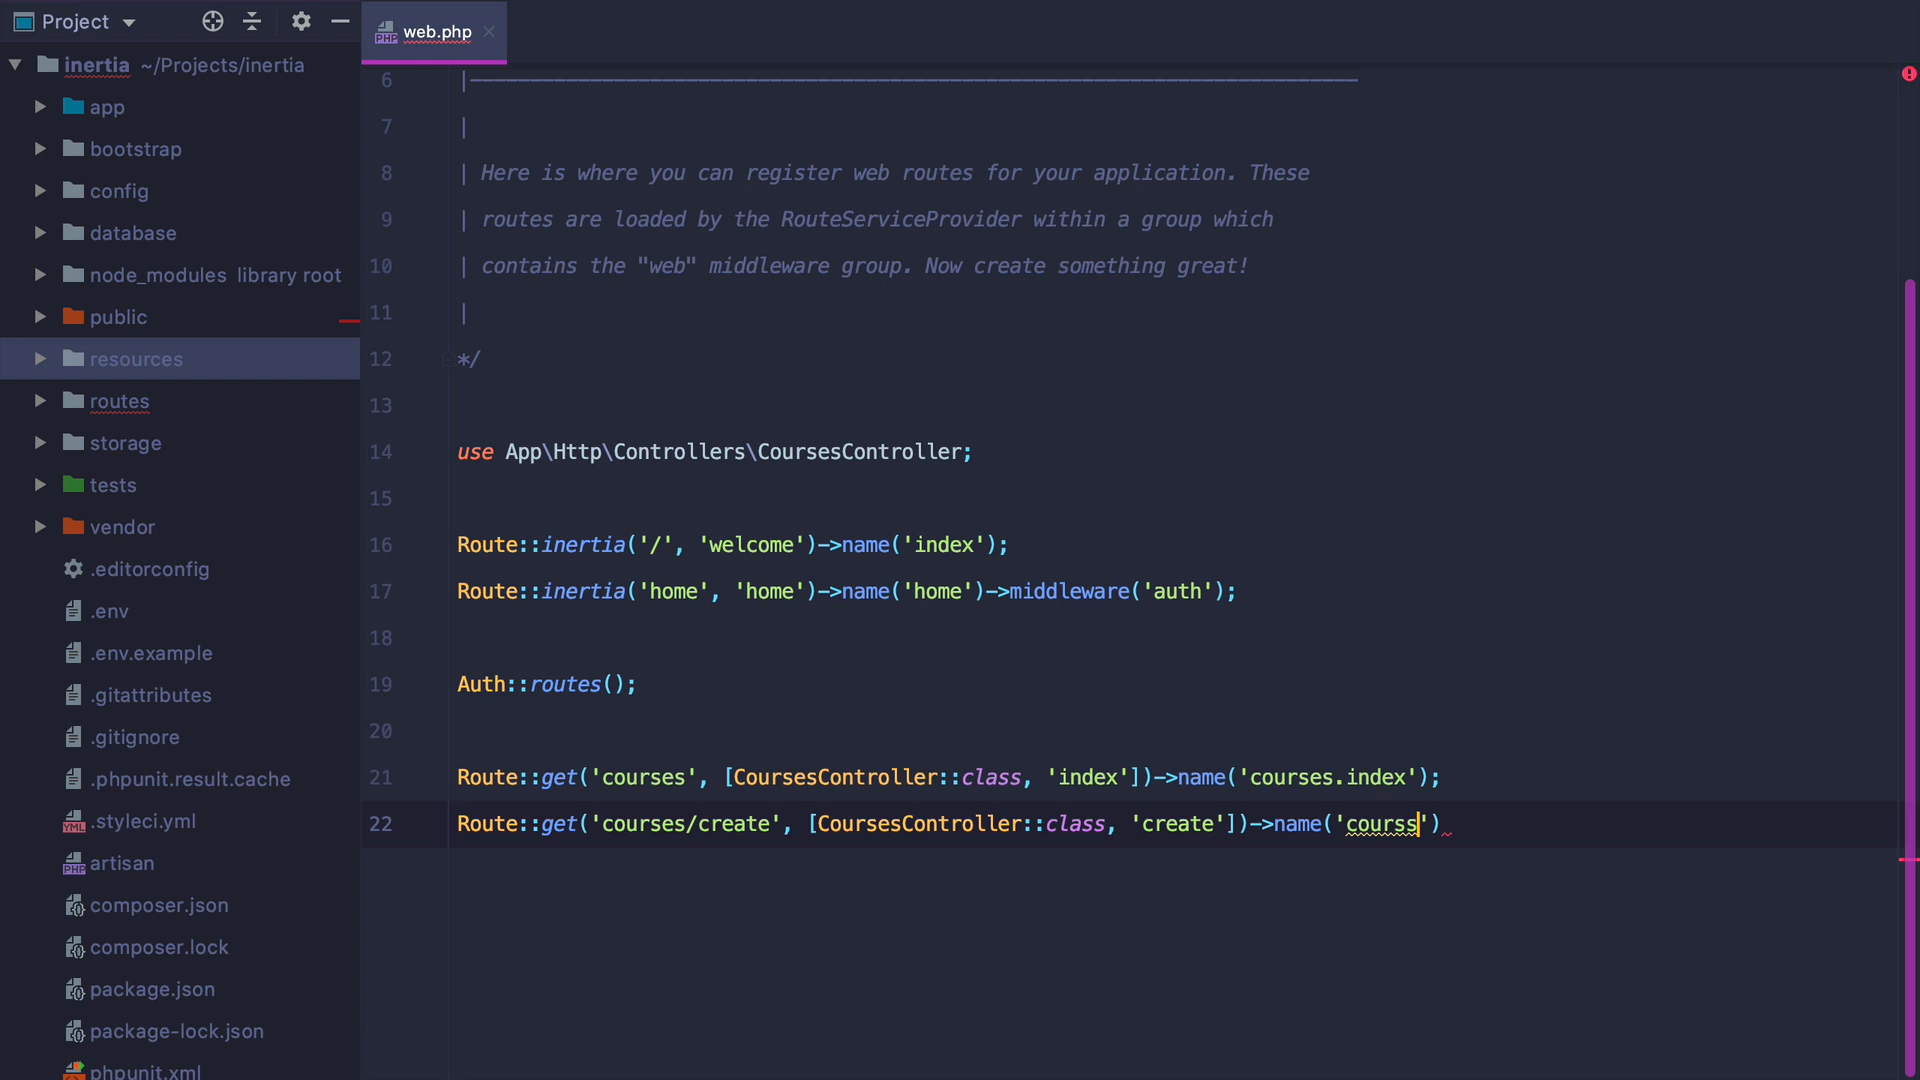 Project
inertia ~/Projects/inertia
app
bootstrap
config
database
node_modules library root
public
resources
routes
storage
tests
vendor
.editorconfig
.env
.env.example
.gitattributes
.gitignore
.phpunit.result.cache
.styleci.yml
artisan
composer.json
composer.lock
package.json
package-lock.json
phpunit.xml
web.php
6 |--------------------------------------------------------------------------
7 |
8 | Here is where you can register web routes for your application. These
9 | routes are loaded by the RouteServiceProvider within a group which
10 | contains the "web" middleware group. Now create something great!
11 |
12 */
13
14 use App\Http\Controllers\CoursesController;
15
16 Route::inertia('/', 'welcome')->name('index');
17 Route::inertia('home', 'home')->name('home')->middleware('auth');
18
19 Auth::routes();
20
21 Route::get('courses', [CoursesController::class, 'index'])->name('courses.index');
22 Route::get('courses/create', [CoursesController::class, 'create'])->name('courss')